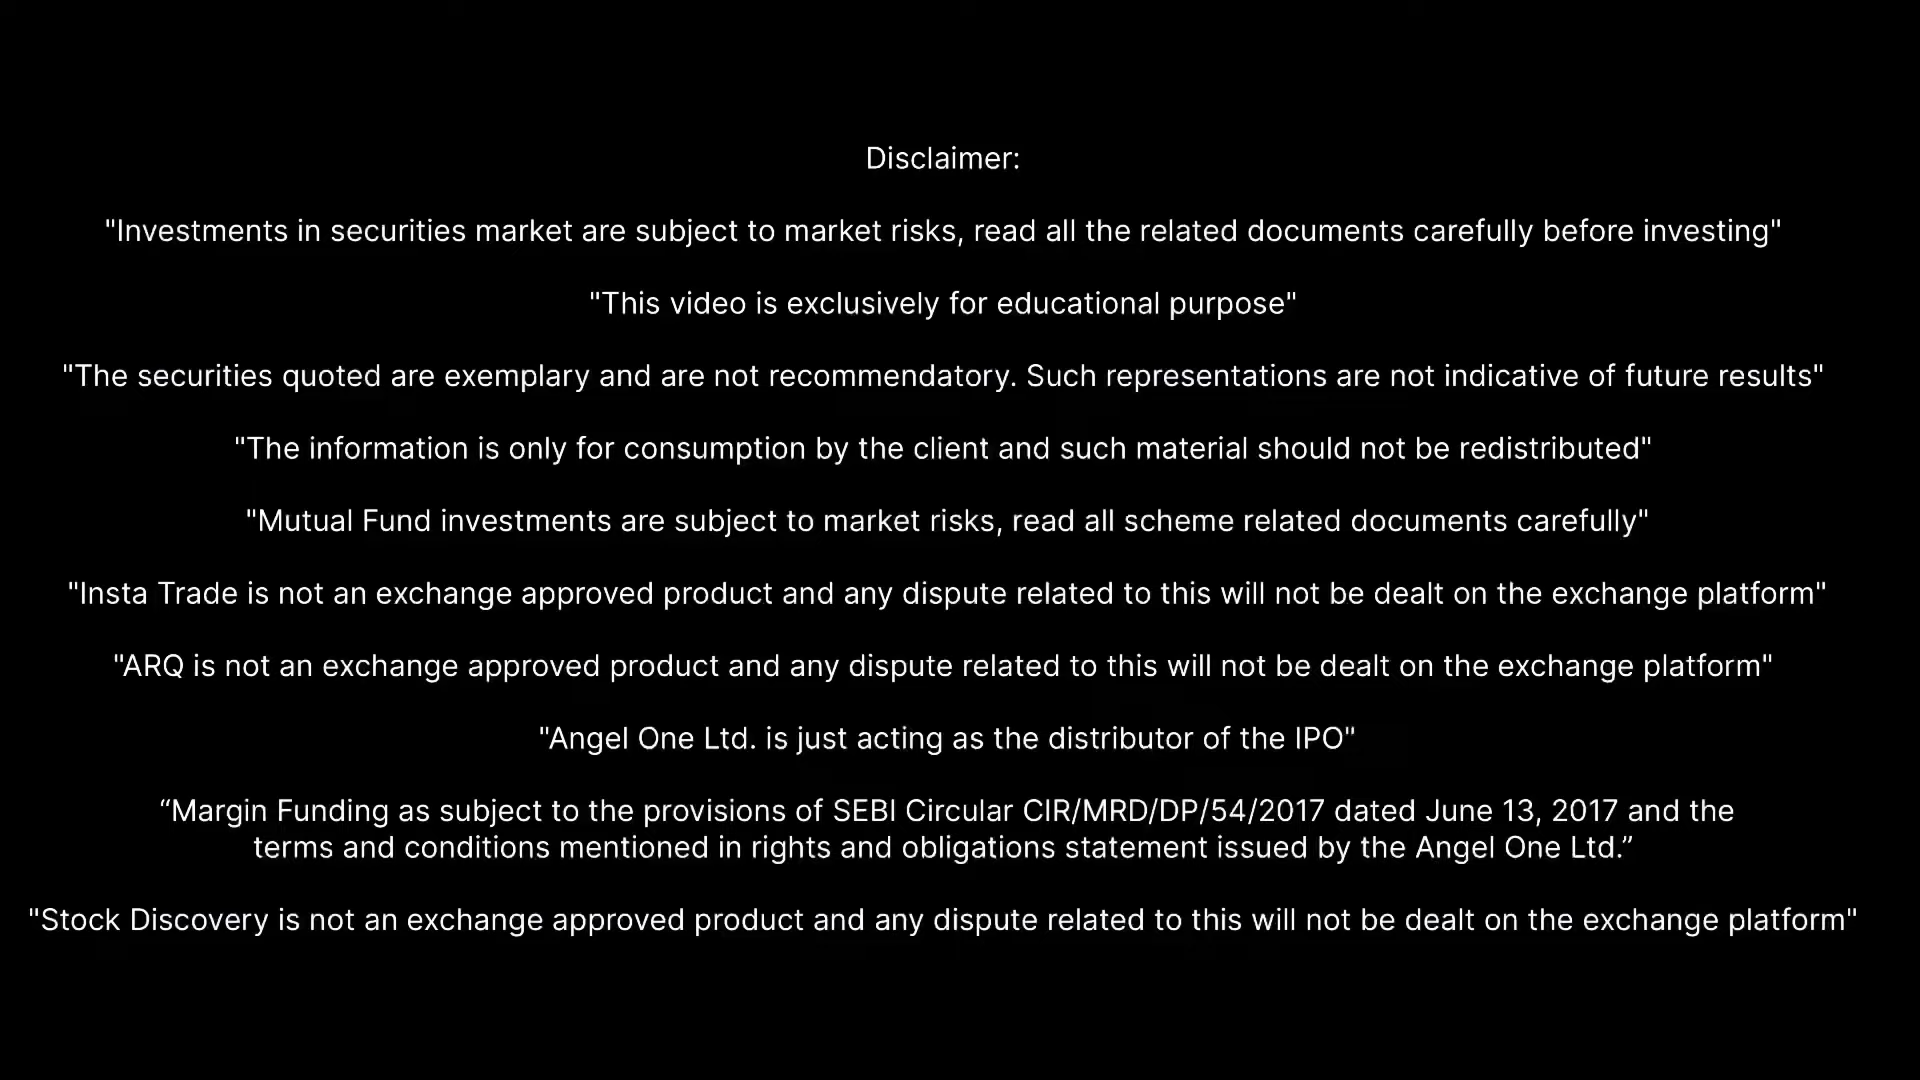 Disclaimer:
"Investments in securities market are subject to market risks, read all the related documents carefully before investing"
"This video is exclusively for educational purpose"
"The securities quoted are exemplary and are not recommendatory. Such representations are not indicative of future results"
"The information is only for consumption by the client and such material should not be redistributed"
"Mutual Fund investments are subject to market risks, read all scheme related documents carefully"
"Insta Trade is not an exchange approved product and any dispute related to this will not be dealt on the exchange platform"
"ARQ is not an exchange approved product and any dispute related to this will not be dealt on the exchange platform"
"Angel One Ltd. is just acting as the distributor of the IPO"
“Margin Funding as subject to the provisions of SEBI Circular CIR/MRD/DP/54/2017 dated June 13, 2017 and the
terms and conditions mentioned in rights and obligations statement issued by the Angel One Ltd.”
"Stock Discovery is not an exchange approved product and any dispute related to this will not be dealt on the exchange platform"